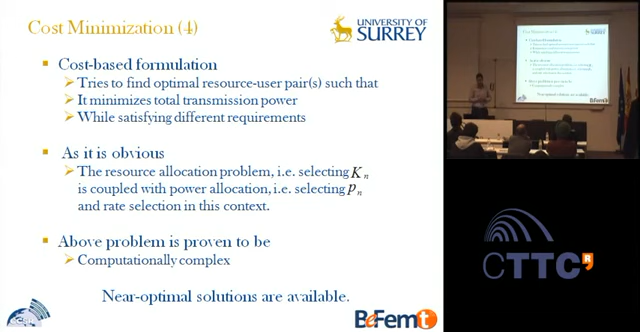 Cost Minimization (4)
UNIVERSITY OF
SURREY
Cost-based formulation
Tries to find optimal resource-user pair(s) such that
It minimizes total transmission power
While satisfying different requirements
As it is obvious
The resource allocation problem, i.e. selecting Kn
is coupled with power allocation, i.e. selecting pn
and rate selection in this context.
Above problem is proven to be
Computationally complex
Near-optimal solutions are available.
BeFemt
CTTC
R